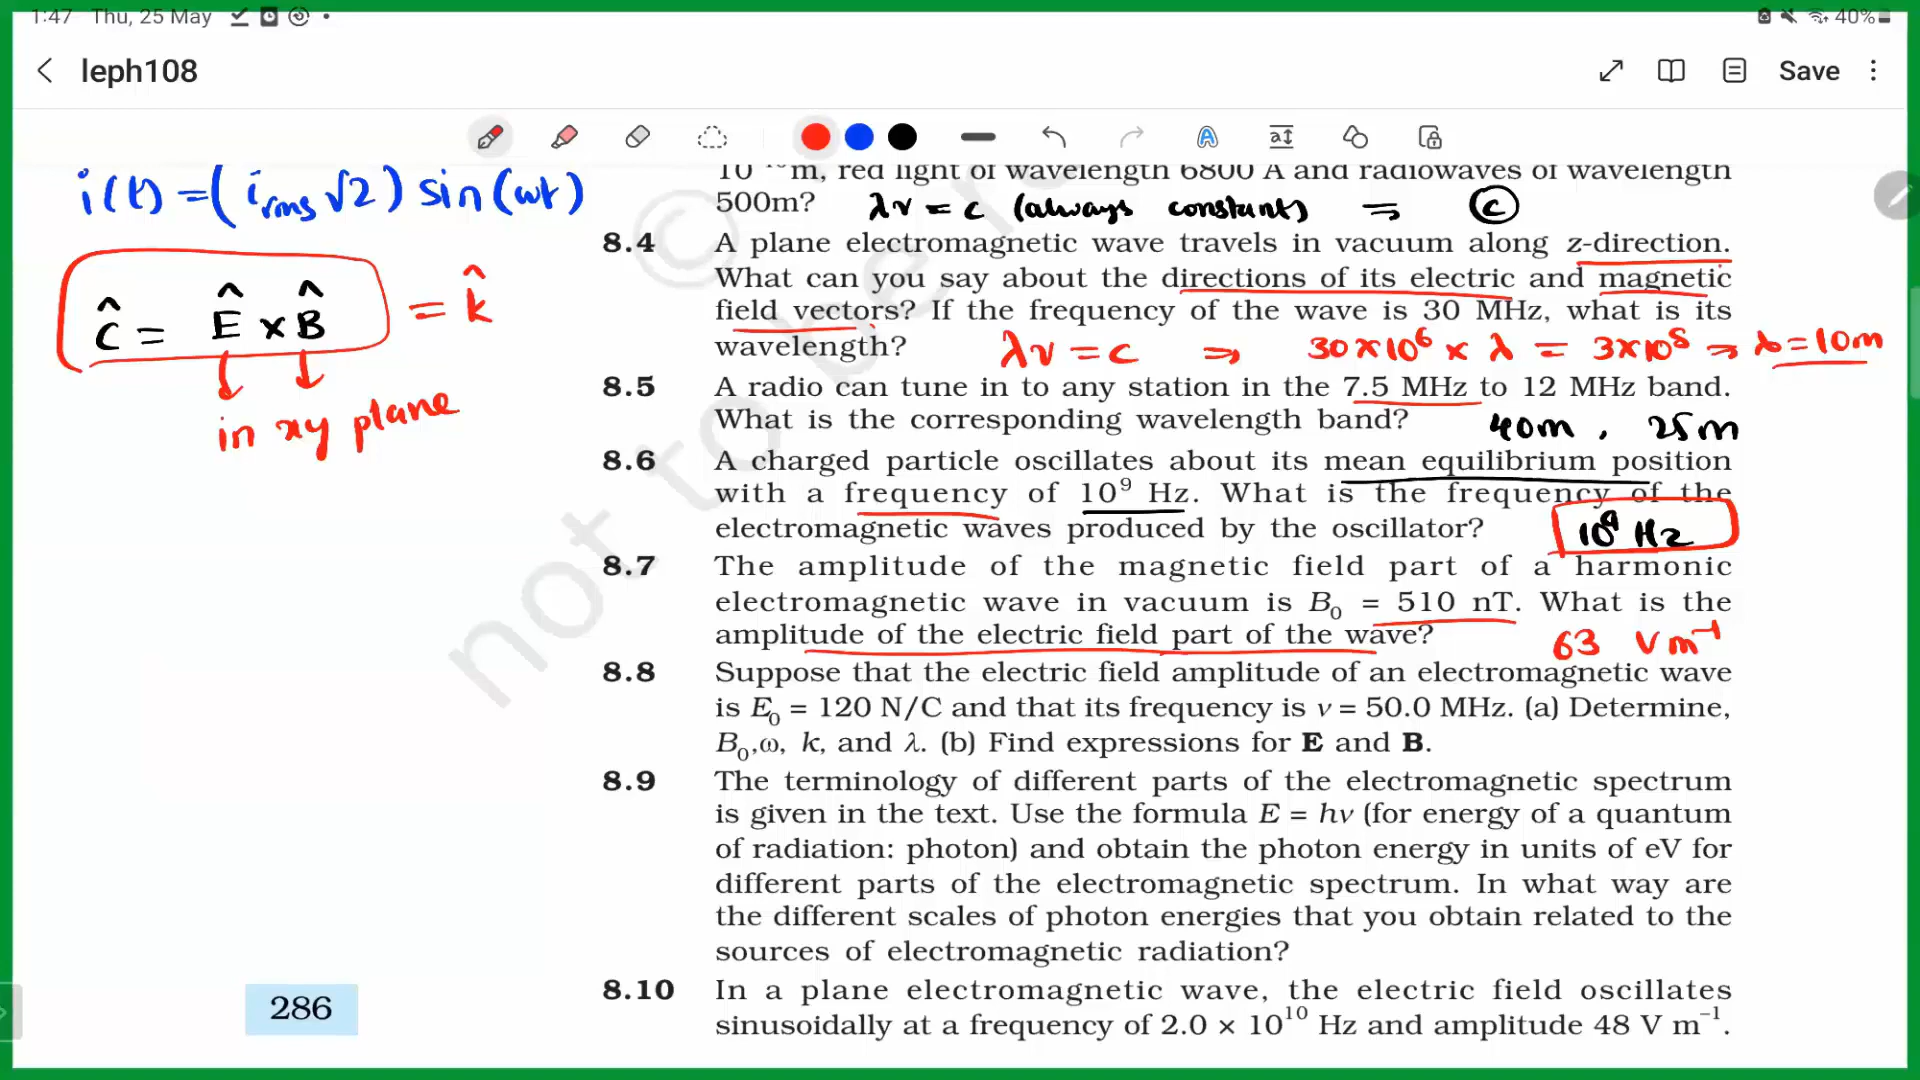 1:47 Thu, 25 May
40%
leph108
Save
i(t) = (i rms √2) sin(ωt)
10⁻¹⁰m, red light of wavelength 6800 A and radiowaves of wavelength
500m? λν = c (always constant) ⇒ c
8.4 A plane electromagnetic wave travels in vacuum along z-direction.
What can you say about the directions of its electric and magnetic
field vectors? If the frequency of the wave is 30 MHz, what is its
wavelength? λν = c ⇒ 30×10⁶ × λ = 3×10⁸ ⇒ λ = 10m
ĉ = Ê × B̂ = k̂
in xy plane
8.5 A radio can tune in to any station in the 7.5 MHz to 12 MHz band.
What is the corresponding wavelength band? 40m, 25m
8.6 A charged particle oscillates about its mean equilibrium position
with a frequency of 10⁹ Hz. What is the frequency of the
electromagnetic waves produced by the oscillator? 10⁹ Hz
8.7 The amplitude of the magnetic field part of a harmonic
electromagnetic wave in vacuum is B₀ = 510 nT. What is the
amplitude of the electric field part of the wave? 63 V m⁻¹
8.8 Suppose that the electric field amplitude of an electromagnetic wave
is E₀ = 120 N/C and that its frequency is ν = 50.0 MHz. (a) Determine,
B₀,ω, k, and λ. (b) Find expressions for E and B.
8.9 The terminology of different parts of the electromagnetic spectrum
is given in the text. Use the formula E = hν (for energy of a quantum
of radiation: photon) and obtain the photon energy in units of eV for
different parts of the electromagnetic spectrum. In what way are
the different scales of photon energies that you obtain related to the
sources of electromagnetic radiation?
8.10 In a plane electromagnetic wave, the electric field oscillates
sinusoidally at a frequency of 2.0 × 10¹⁰ Hz and amplitude 48 V m⁻¹.
286
© not to be r